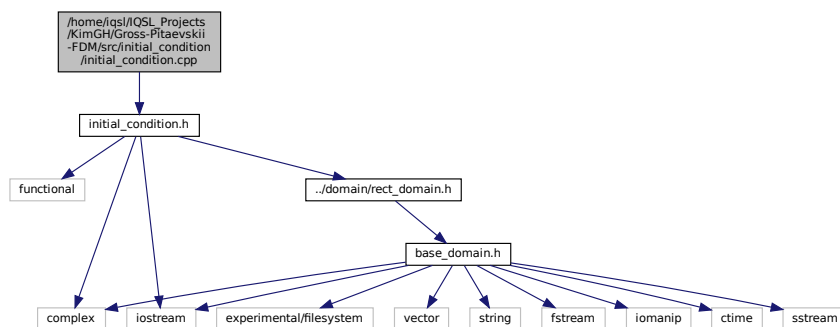 /home/iqsl/IQSL_Projects
/KimGH/Gross-Pitaevskii
-FDM/src/initial_condition
/initial_condition.cpp
initial_condition.h
functional
../domain/rect_domain.h
base_domain.h
complex
iostream
experimental/filesystem
vector
string
fstream
iomanip
ctime
sstream